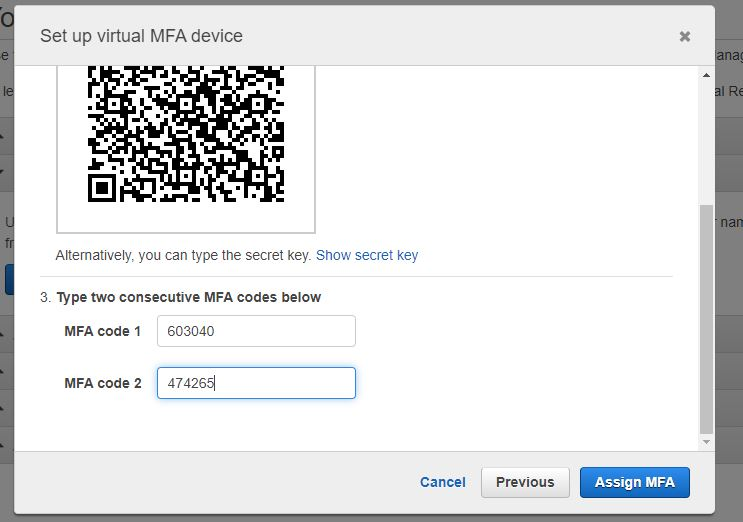 Set up virtual MFA device
Alternatively, you can type the secret key. Show secret key
3. Type two consecutive MFA codes below
MFA code 1 603040
MFA code 2 474265
Cancel Previous Assign MFA